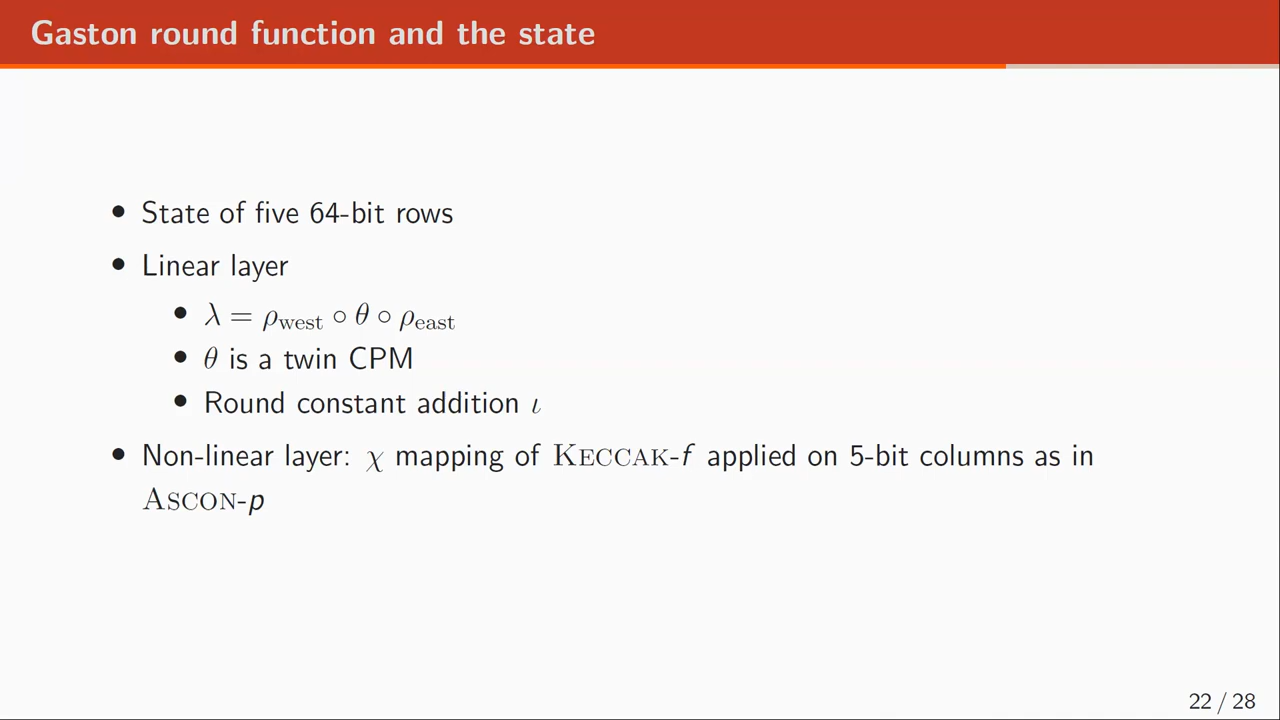 Gaston round function and the state
• State of five 64-bit rows
• Linear layer
• λ = ρwest ∘ θ ∘ ρeast
• θ is a twin CPM
• Round constant addition ι
• Non-linear layer: χ mapping of KECCAK-f applied on 5-bit columns as in
ASCON-p
22 / 28